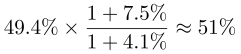 49.4% × (1 + 7.5%)/(1 + 4.1%) ≈ 51%